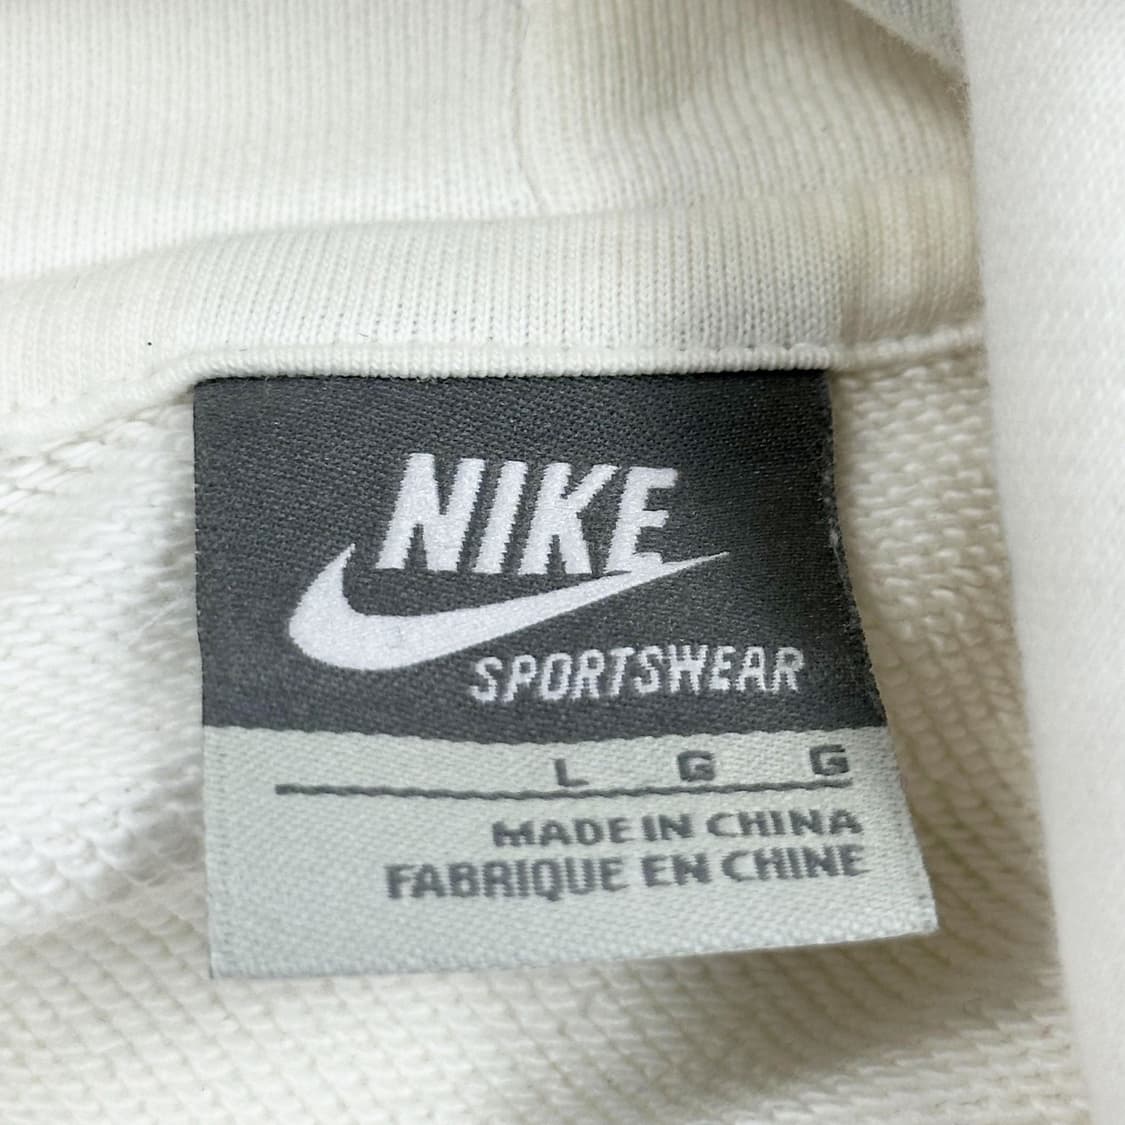 NIKE
SPORTSWEAR
L G G
MADE IN CHINA
FABRIQUE EN CHINE